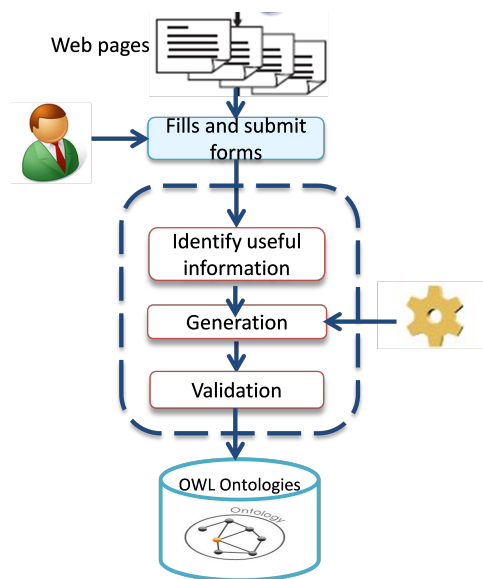 Web pages
Fills and submit
forms
Identify useful
information
Generation
Validation
OWL Ontologies
Ontology